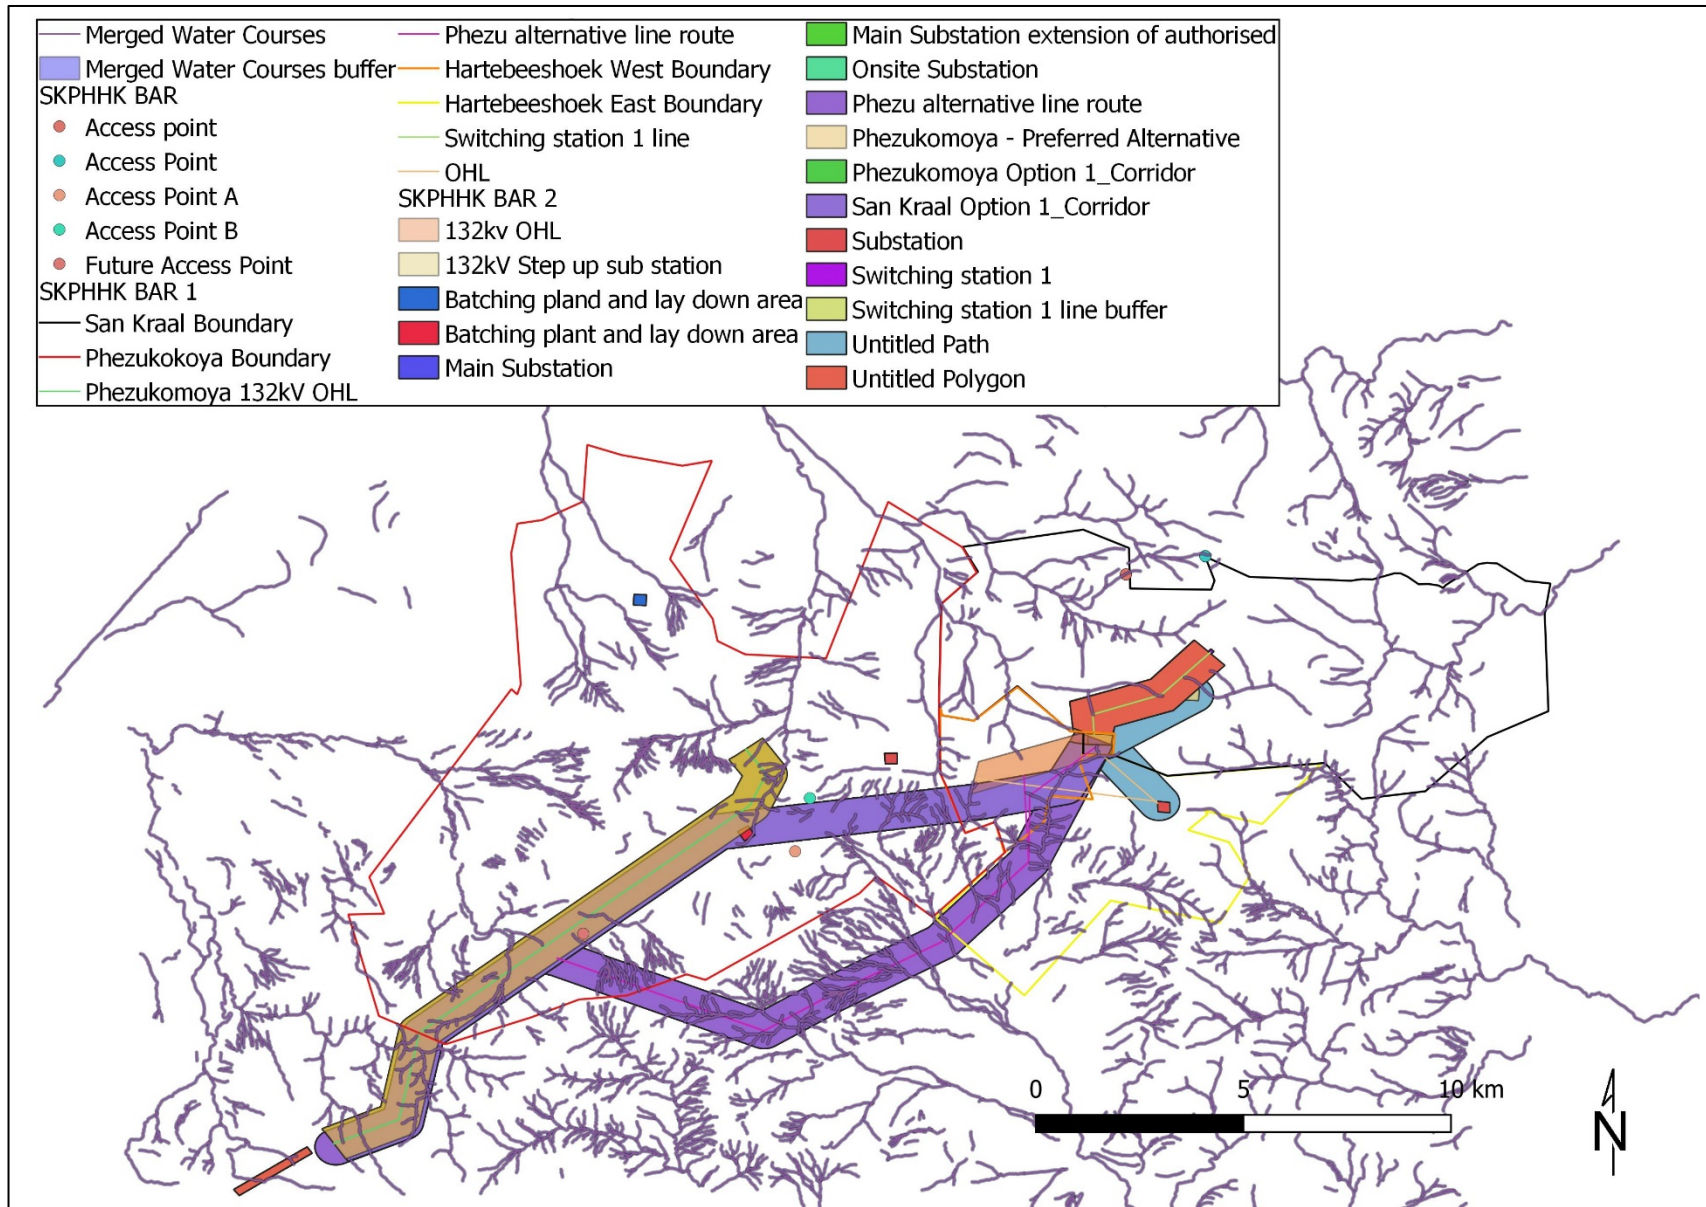 Merged Water Courses
Merged Water Courses buffer
SKPHHK BAR
Access point
Access Point
Access Point A
Access Point B
Future Access Point
SKPHHK BAR 1
San Kraal Boundary
Phezukokoya Boundary
Phezukomoya 132kV OHL
Phezu alternative line route
Hartebeeshoek West Boundary
Hartebeeshoek East Boundary
Switching station 1 line
OHL
SKPHHK BAR 2
132kv OHL
132kV Step up sub station
Batching pland and lay down area
Batching plant and lay down area
Main Substation
Main Substation extension of authorised
Onsite Substation
Phezu alternative line route
Phezukomoya - Preferred Alternative
Phezukomoya Option 1_Corridor
San Kraal Option 1_Corridor
Substation
Switching station 1
Switching station 1 line buffer
Untitled Path
Untitled Polygon
0 5 10 km
N